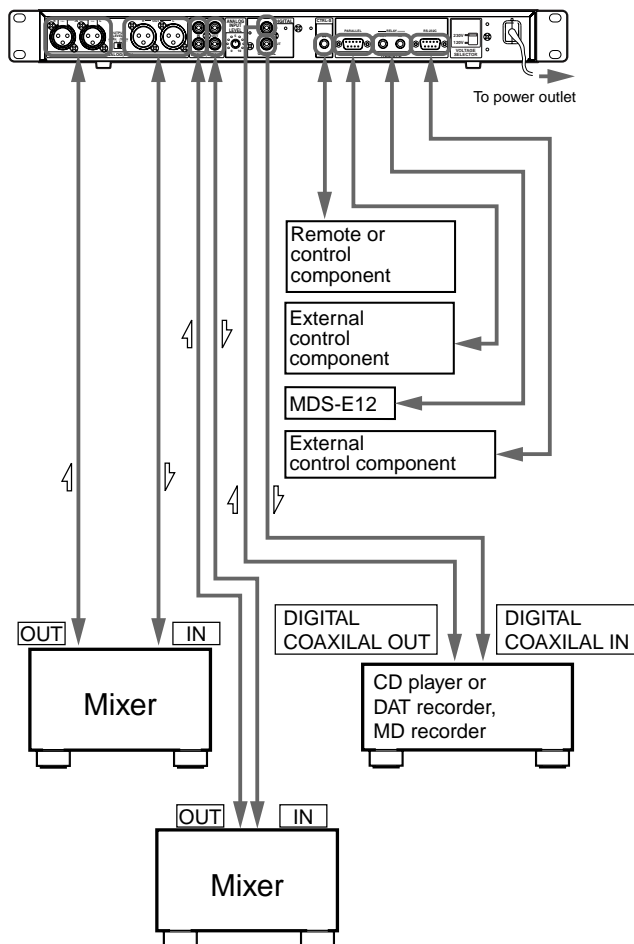 ANALOG
INPUT
LEVEL
DIGITAL
CTRL-S
PARALLEL
RELAY
RS-232C
230V
120V
VOLTAGE
SELECTOR
To power outlet
Remote or
control
component
External
control
component
MDS-E12
External
control component
OUT
IN
DIGITAL
COAXILAL OUT
DIGITAL
COAXILAL IN
Mixer
CD player or
DAT recorder,
MD recorder
OUT
IN
Mixer